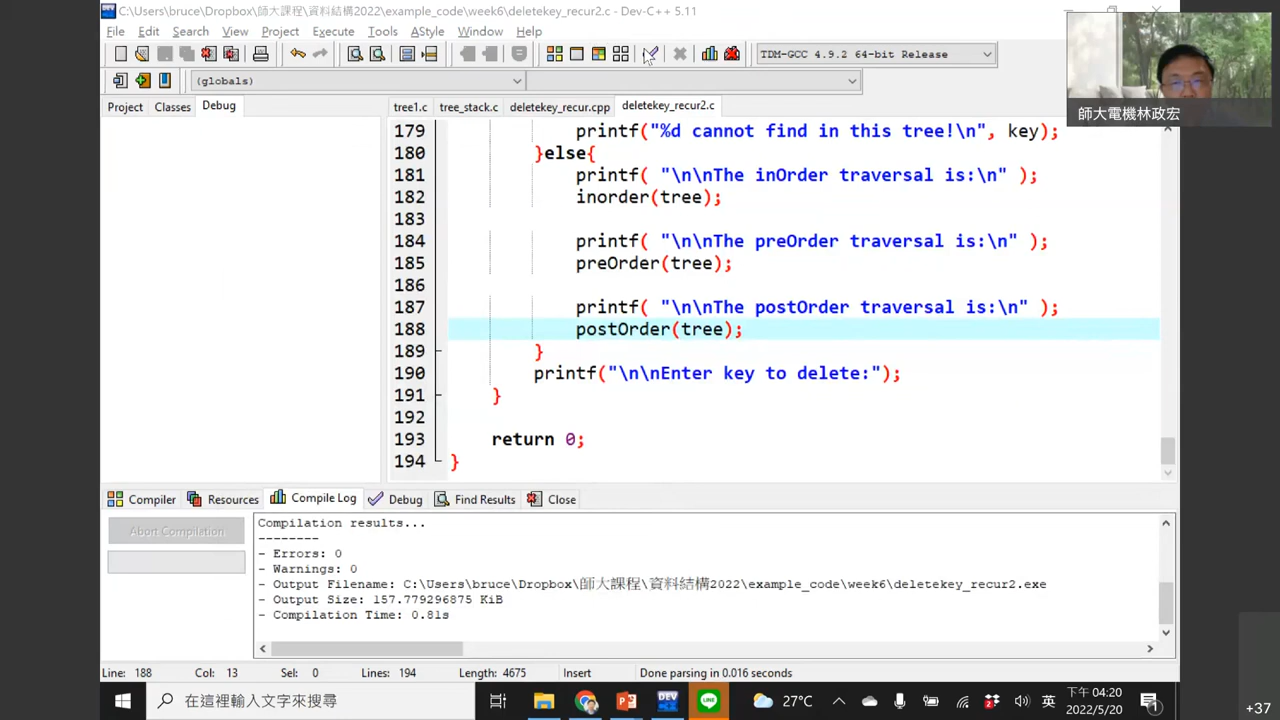 C:\Users\bruce\Dropbox\師大課程\資料結構2022\example_code\week6\deletekey_recur2.c - Dev-C++ 5.11
File Edit Search View Project Execute Tools AStyle Window Help
TDM-GCC 4.9.2 64-bit Release
(globals)
師大電機林政宏
Project Classes Debug
tree1.c tree_stack.c deletekey_recur.cpp deletekey_recur2.c
179 printf("%d cannot find in this tree!\n", key);
180 }else{
181 printf( "\n\nThe inOrder traversal is:\n" );
182 inorder(tree);
183
184 printf( "\n\nThe preOrder traversal is:\n" );
185 preOrder(tree);
186
187 printf( "\n\nThe postOrder traversal is:\n" );
188 postOrder(tree);
189 }
190 printf("\n\nEnter key to delete:");
191 }
192
193 return 0;
194 }
Compiler Resources Compile Log Debug Find Results Close
Abort Compilation
Compilation results...
--------
- Errors: 0
- Warnings: 0
- Output Filename: C:\Users\bruce\Dropbox\師大課程\資料結構2022\example_code\week6\deletekey_recur2.exe
- Output Size: 157.779296875 KiB
- Compilation Time: 0.81s
Line: 188 Col: 13 Sel: 0 Lines: 194 Length: 4675 Insert Done parsing in 0.016 seconds
在這裡輸入文字來搜尋
DEV
LINE
27°C
2
英
下午 04:20
2022/5/20
1
+37